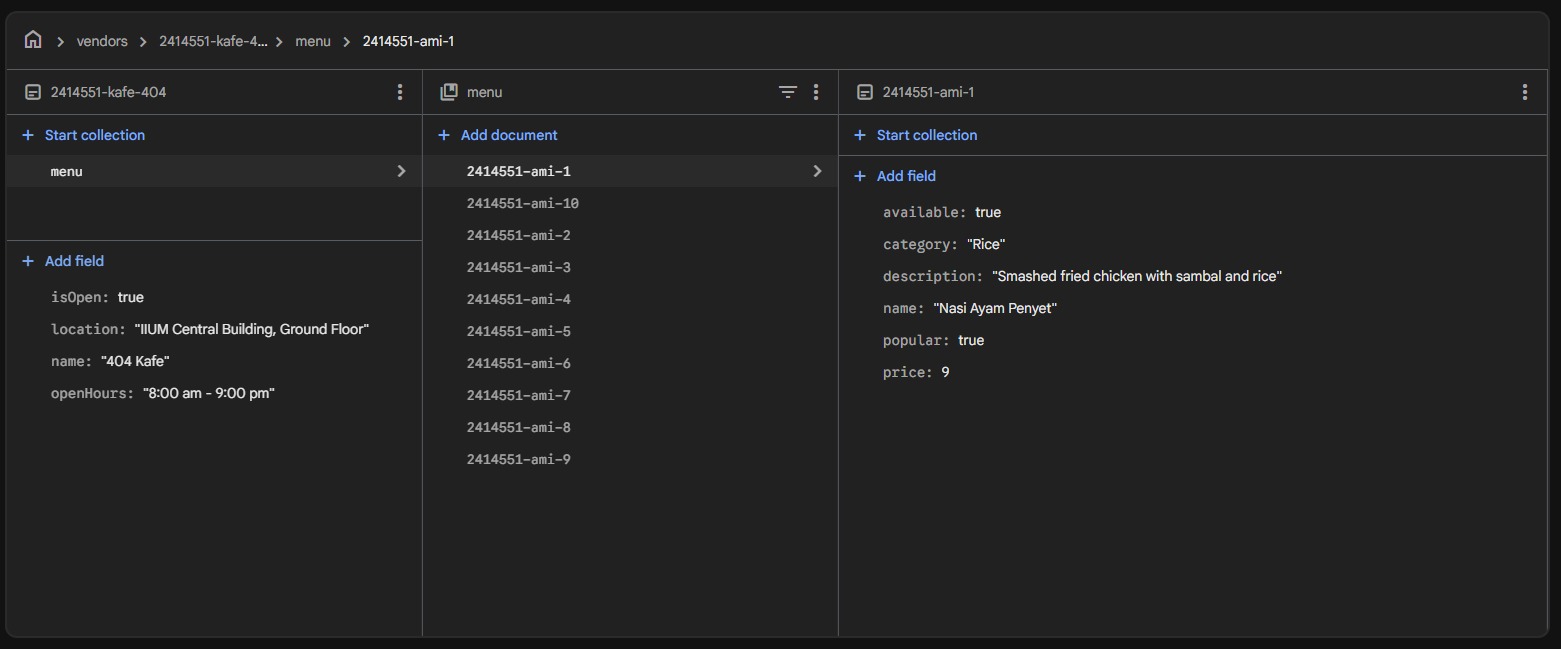 vendors > 2414551-kafe-4... > menu > 2414551-ami-1
2414551-kafe-404
+ Start collection
menu
+ Add field
isOpen: true
location: "IIUM Central Building, Ground Floor"
name: "404 Kafe"
openHours: "8:00 am - 9:00 pm"
menu
+ Add document
2414551-ami-1
2414551-ami-10
2414551-ami-2
2414551-ami-3
2414551-ami-4
2414551-ami-5
2414551-ami-6
2414551-ami-7
2414551-ami-8
2414551-ami-9
2414551-ami-1
+ Start collection
+ Add field
available: true
category: "Rice"
description: "Smashed fried chicken with sambal and rice"
name: "Nasi Ayam Penyet"
popular: true
price: 9